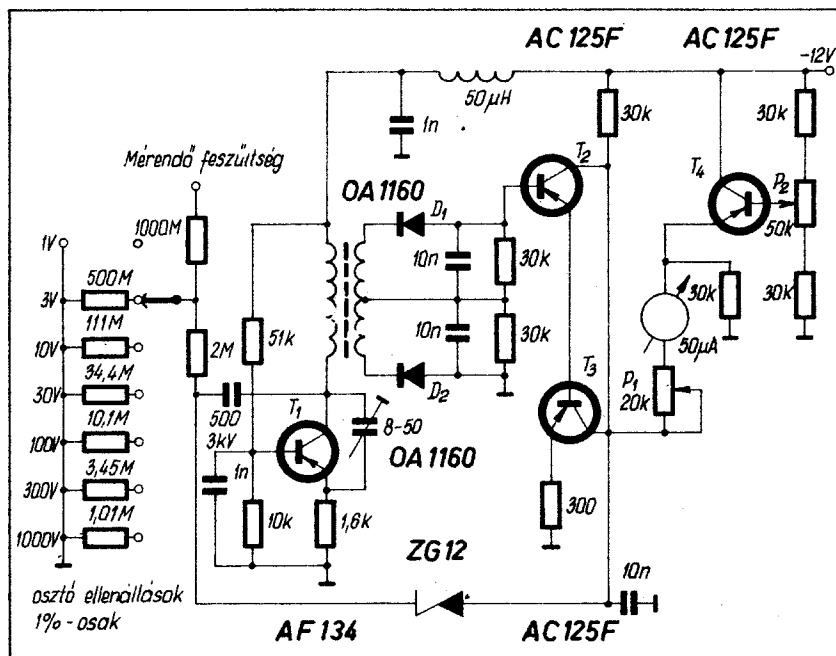 AC 125F
AC 125F
-12V
50µH
1n
30k
30k
Mérendő feszültség
OA 1160
T2
T4
P2
50k
1V
1000M
D1
500M
3V
10n
30k
30k
30k
111M
10V
51k
50µA
2M
10n
30k
34,4M
30V
D2
T3
P1
20k
500
3kV
T1
8-50
10,1M
100V
OA 1160
1n
3,45M
300V
10k
1,6k
300
1,01M
1000V
ZG 12
10n
osztó ellenállások
1%-osak
AF 134
AC 125F